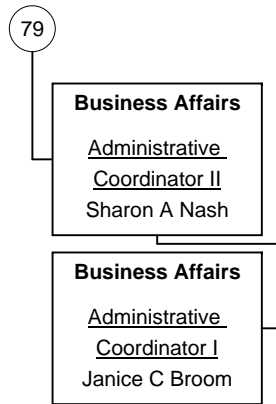 79
Business Affairs
Administrative
Coordinator II
Sharon A Nash
Business Affairs
Administrative
Coordinator I
Janice C Broom